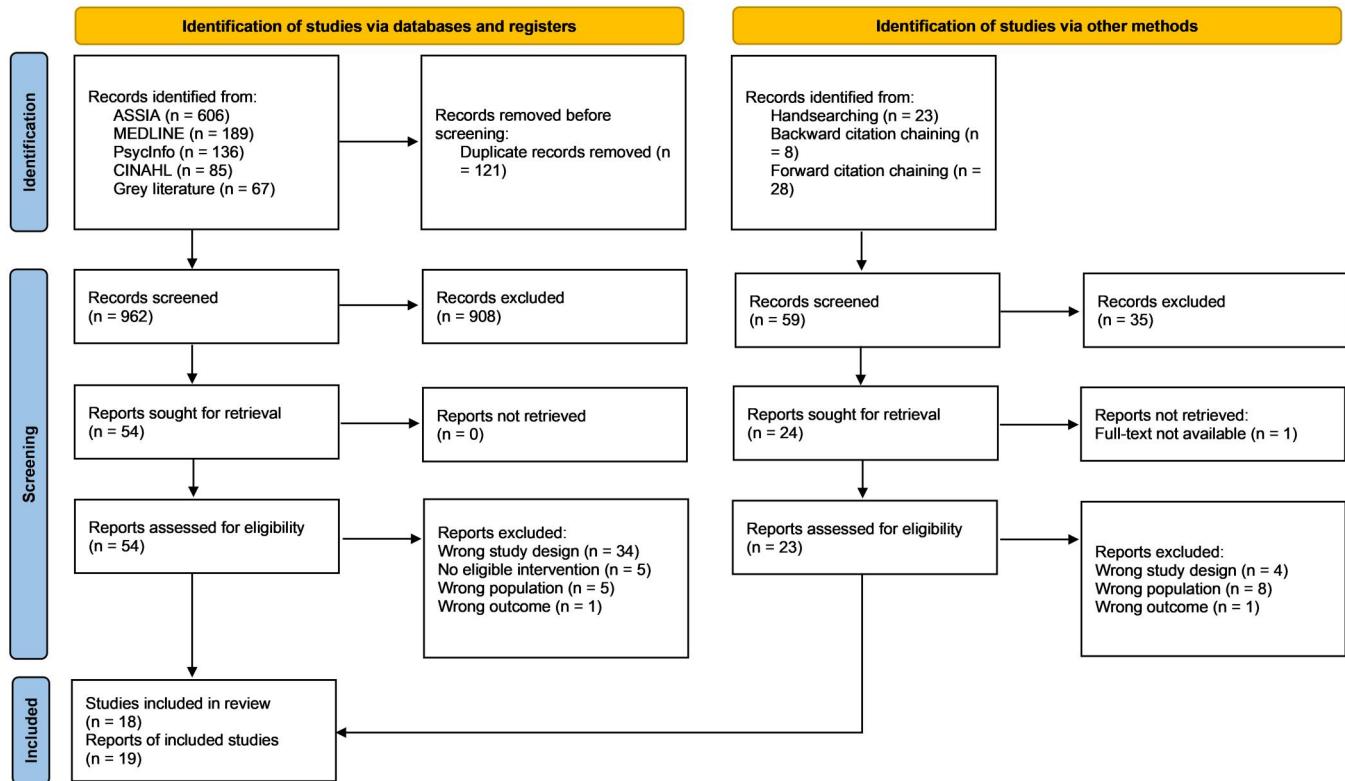 Identification of studies via databases and registers
Identification of studies via other methods
Identification
Records identified from:
ASSIA (n = 606)
MEDLINE (n = 189)
PsycInfo (n = 136)
CINAHL (n = 85)
Grey literature (n = 67)
Records removed before
screening:
Duplicate records removed (n
= 121)
Records identified from:
Handsearching (n = 23)
Backward citation chaining (n
= 8)
Forward citation chaining (n =
28)
Screening
Records screened
(n = 962)
Records excluded
(n = 908)
Records screened
(n = 59)
Records excluded
(n = 35)
Reports sought for retrieval
(n = 54)
Reports not retrieved
(n = 0)
Reports sought for retrieval
(n = 24)
Reports not retrieved:
Full-text not available (n = 1)
Reports assessed for eligibility
(n = 54)
Reports excluded:
Wrong study design (n = 34)
No eligible intervention (n = 5)
Wrong population (n = 5)
Wrong outcome (n = 1)
Reports assessed for eligibility
(n = 23)
Reports excluded:
Wrong study design (n = 4)
Wrong population (n = 8)
Wrong outcome (n = 1)
Included
Studies included in review
(n = 18)
Reports of included studies
(n = 19)